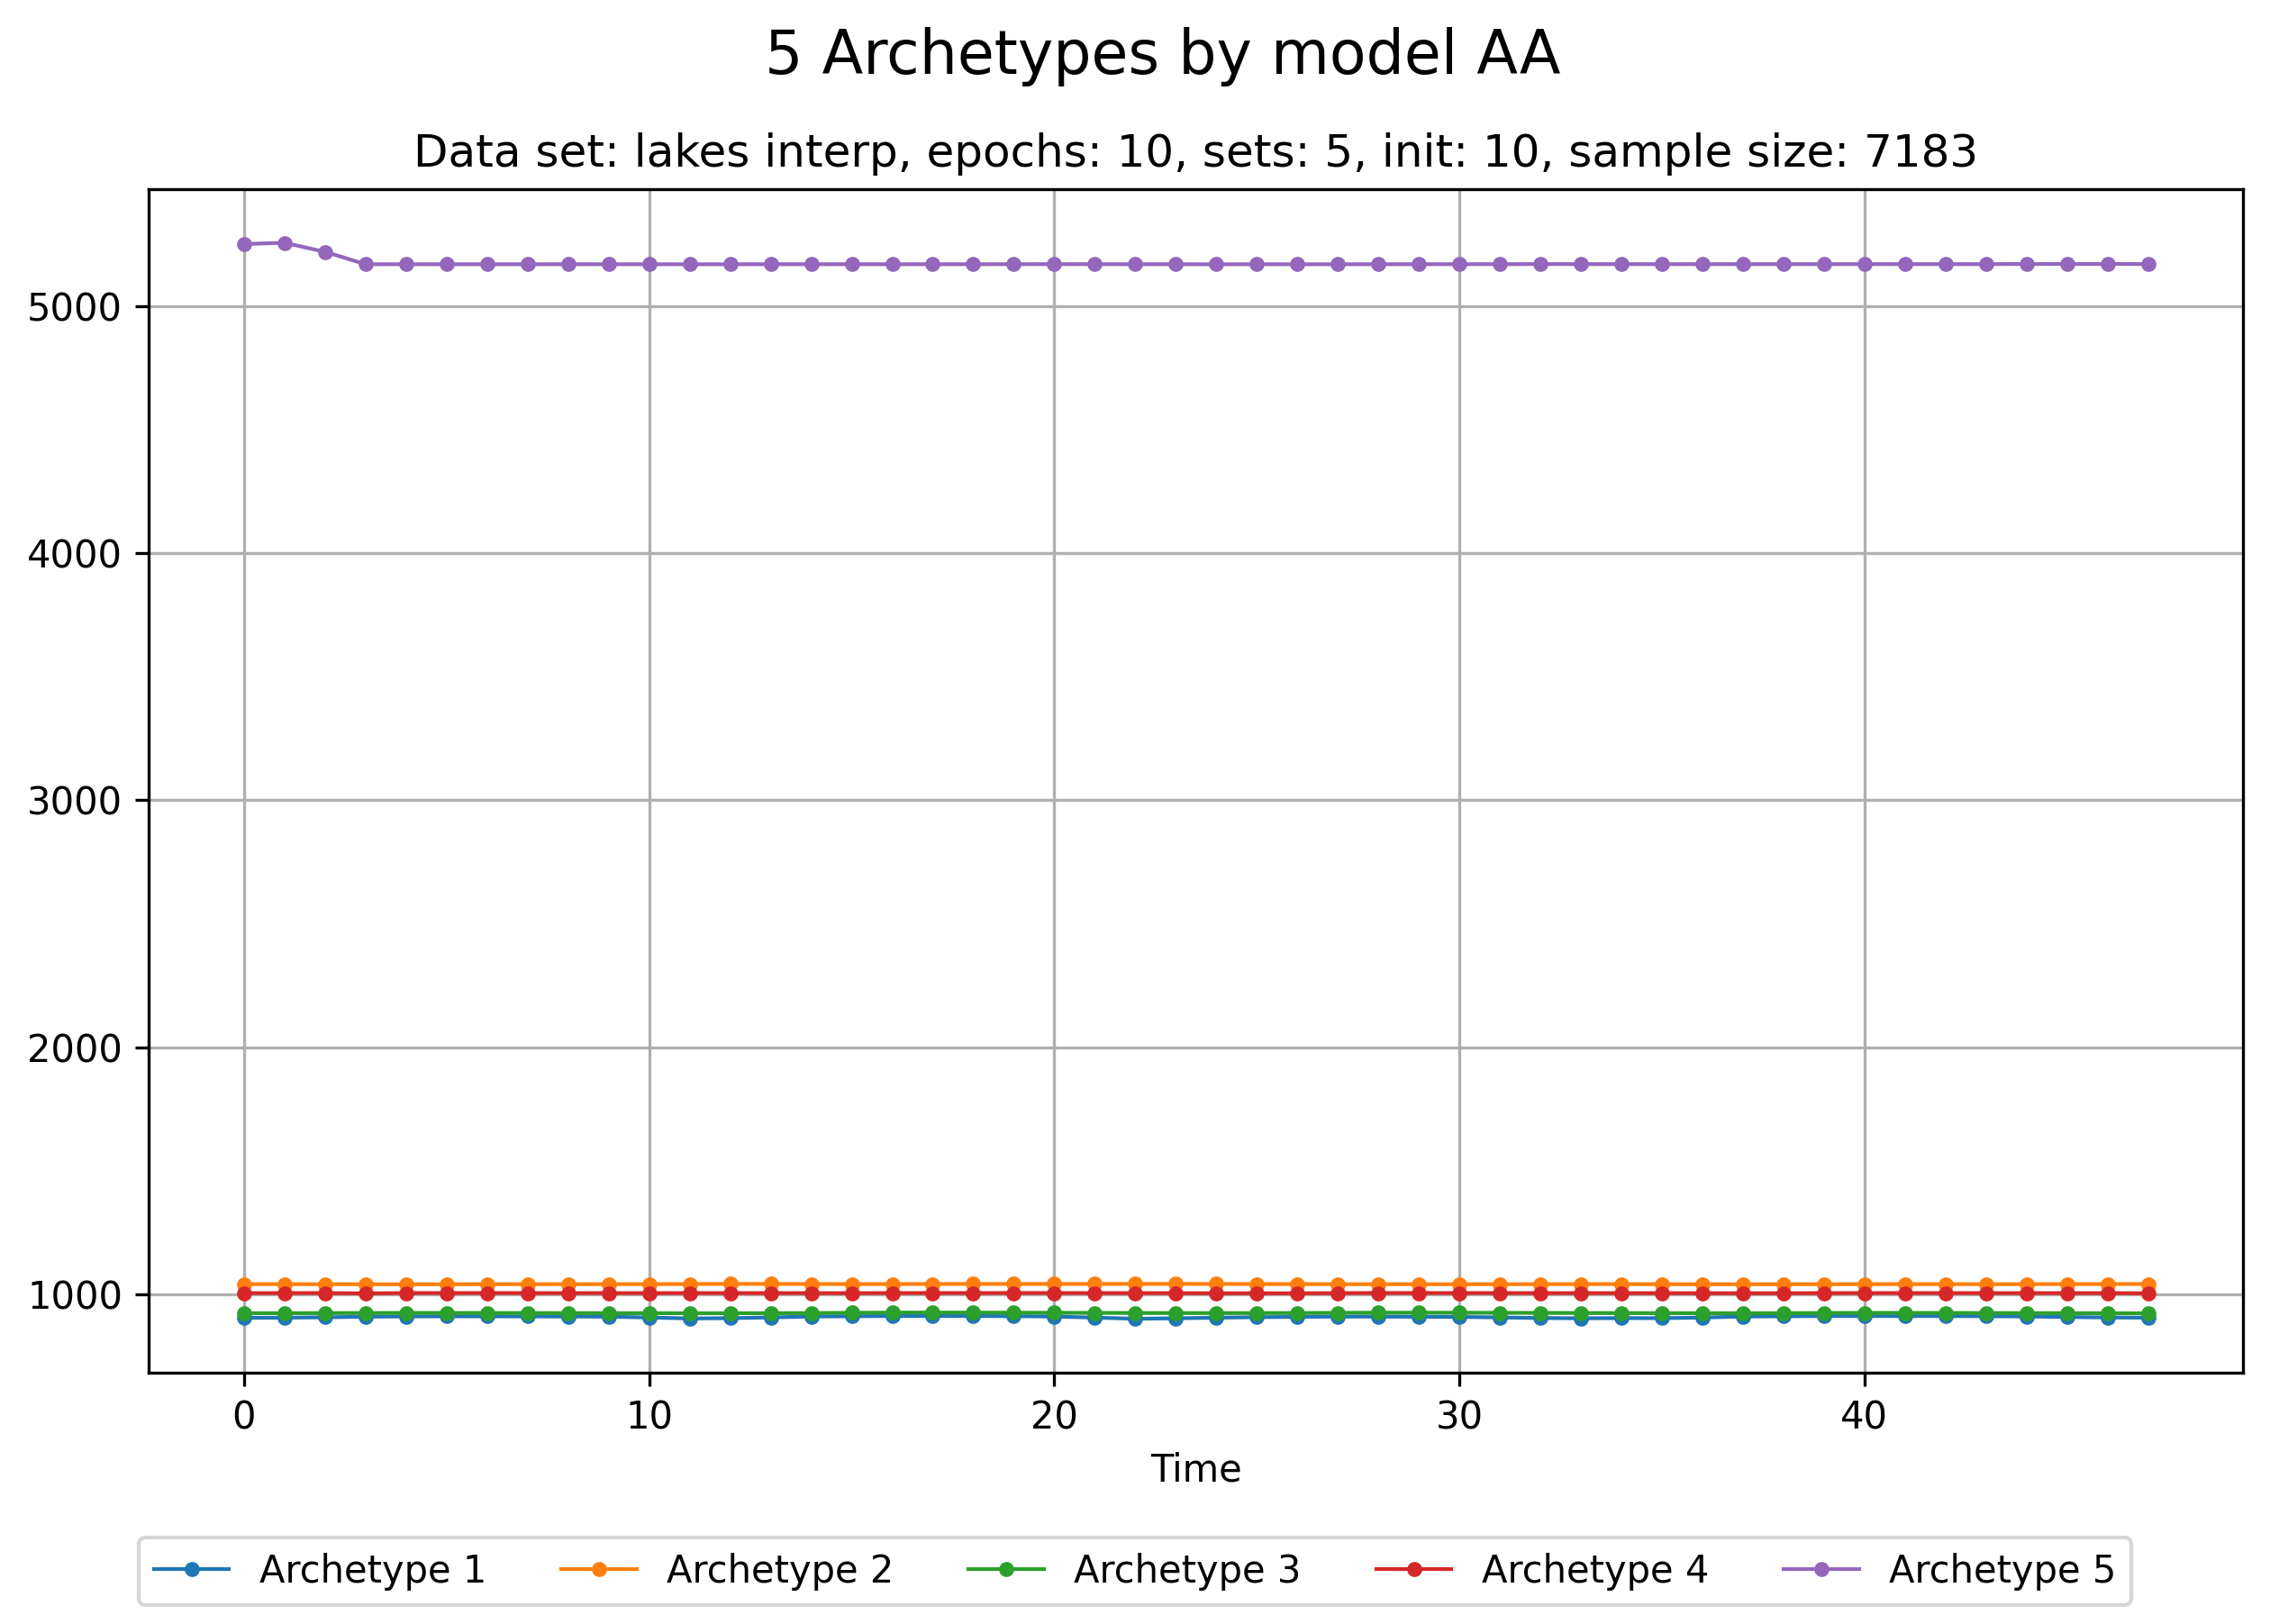 5 Archetypes by model AA
Data set: lakes interp, epochs: 10, sets: 5, init: 10, sample size: 7183
5000
4000
3000
2000
1000
0 10 20 30 40
Time
Archetype 1 Archetype 2 Archetype 3 Archetype 4 Archetype 5